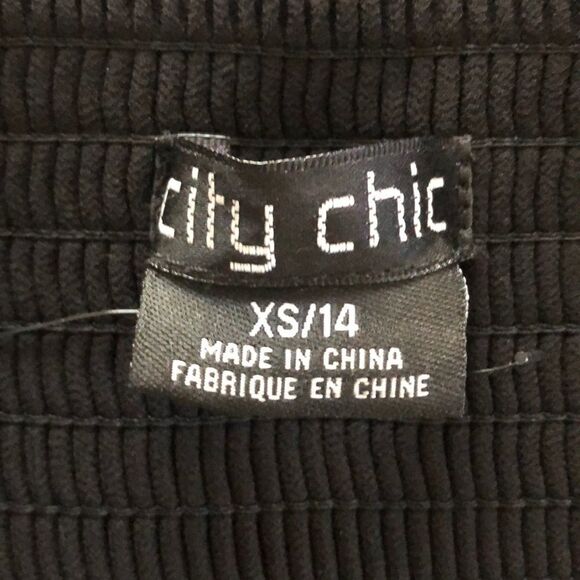 city chic
XS/14
MADE IN CHINA
FABRIQUE EN CHINE